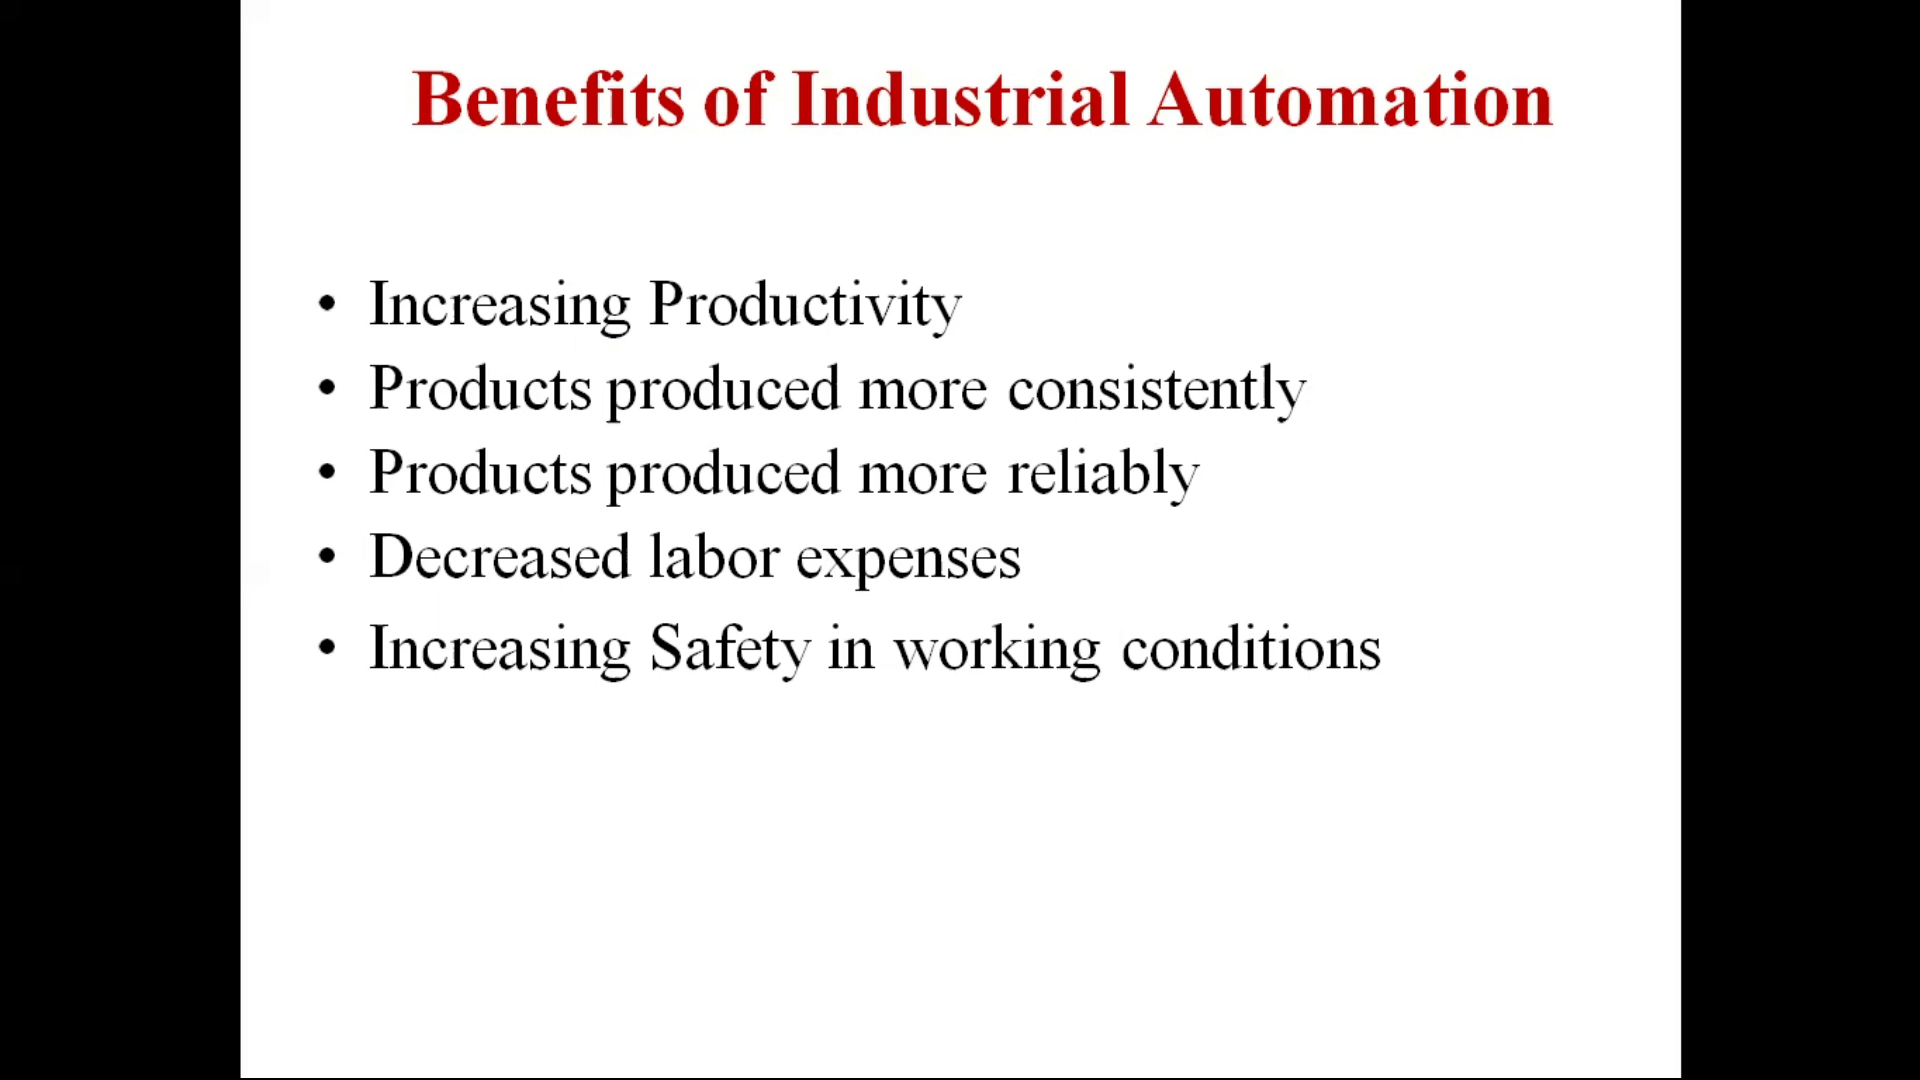 Benefits of Industrial Automation
• Increasing Productivity
• Products produced more consistently
• Products produced more reliably
• Decreased labor expenses
• Increasing Safety in working conditions